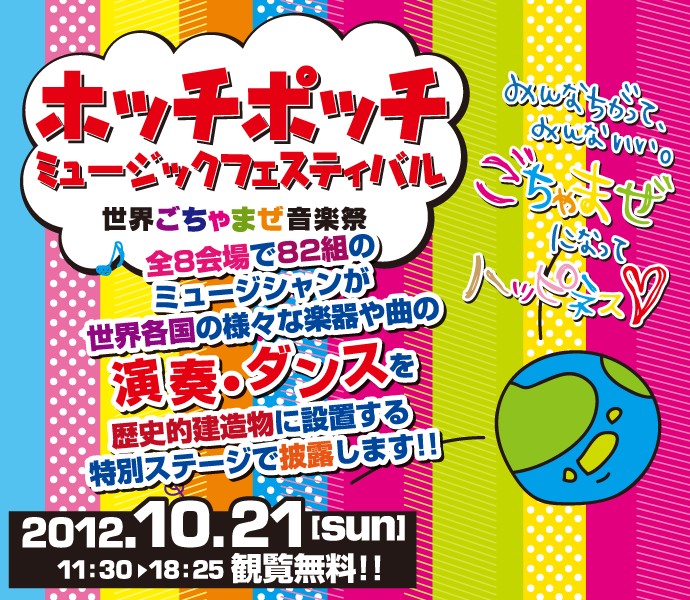 ホッチポッチ
ミュージックフェスティバル
世界ごちゃまぜ音楽祭
全8会場で82組の
ミュージシャンが
世界各国の様々な楽器や曲の
演奏・ダンスを
歴史的建造物に設置する
特別ステージで披露します!!
みんなちがって、
みんないい。
ごちゃまぜ
になって
ハッピネス
2012.10.21[sun]
11:30▶18:25 観覧無料!!